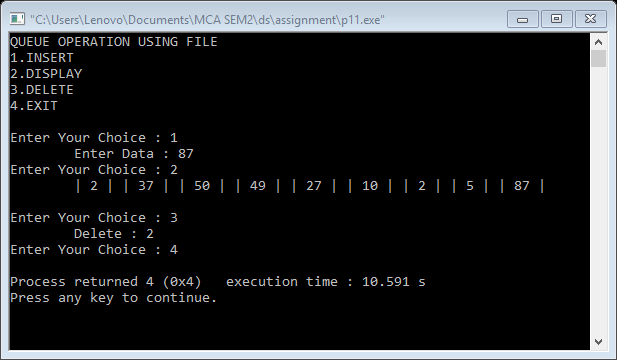 "C:\Users\Lenovo\Documents\MCA SEM2\ds\assignment\p11.exe"
QUEUE OPERATION USING FILE
1.INSERT
2.DISPLAY
3.DELETE
4.EXIT
Enter Your Choice : 1
Enter Data : 87
Enter Your Choice : 2
| 2 | | 37 | | 50 | | 49 | | 27 | | 10 | | 2 | | 5 | | 87 |
Enter Your Choice : 3
Delete : 2
Enter Your Choice : 4
Process returned 4 (0x4)   execution time : 10.591 s
Press any key to continue.